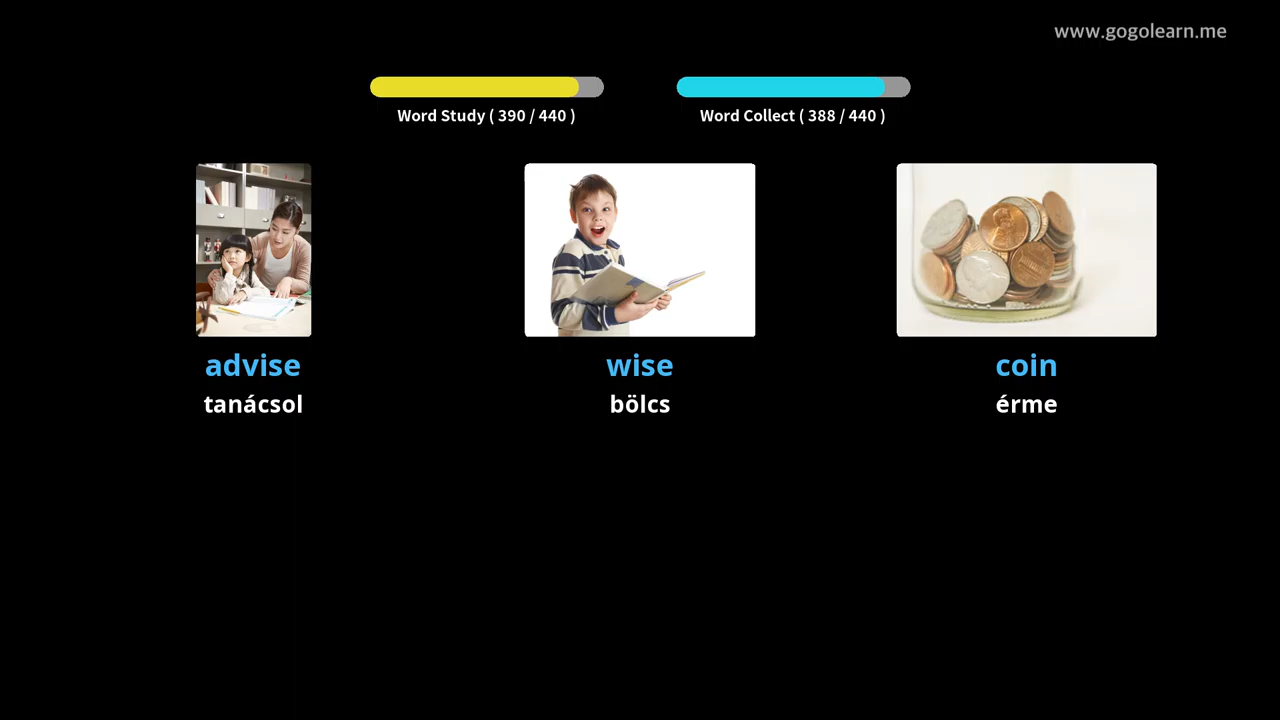 www.gogolearn.me
Word Study ( 390 / 440 )
Word Collect ( 388 / 440 )
advise
tanácsol
wise
bölcs
coin
érme